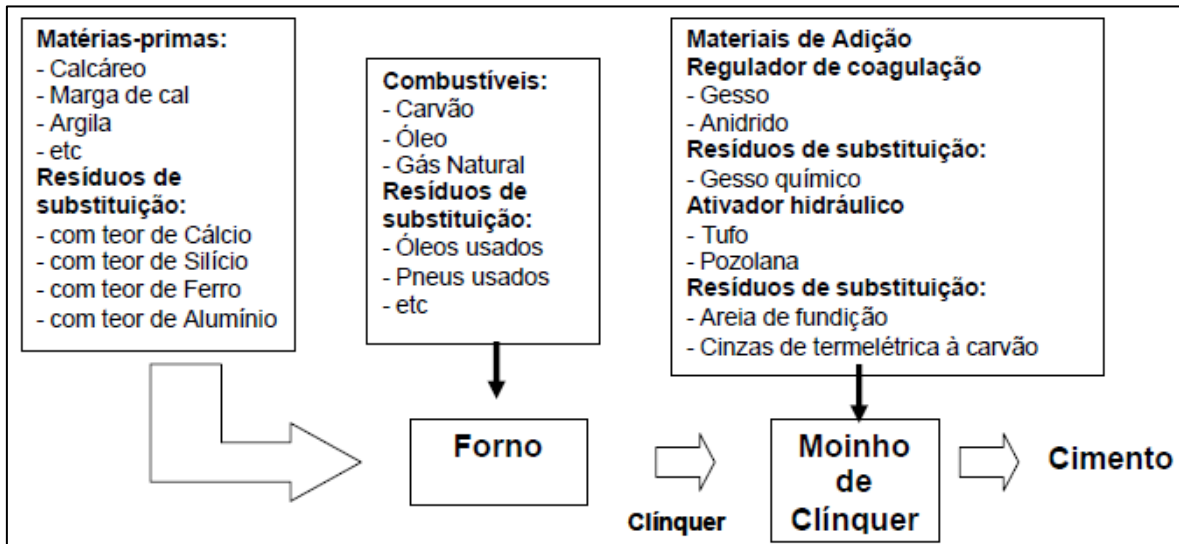 Matérias-primas:
- Calcáreo
- Marga de cal
- Argila
- etc
Resíduos de
substituição:
- com teor de Cálcio
- com teor de Silício
- com teor de Ferro
- com teor de Alumínio
Combustíveis:
- Carvão
- Óleo
- Gás Natural
Resíduos de
substituição:
- Óleos usados
- Pneus usados
- etc
Materiais de Adição
Regulador de coagulação
- Gesso
- Anidrido
Resíduos de substituição:
- Gesso químico
Ativador hidráulico
- Tufo
- Pozolana
Resíduos de substituição:
- Areia de fundição
- Cinzas de termelétrica à carvão
Forno
Clínquer
Moinho
de
Clínquer
Cimento